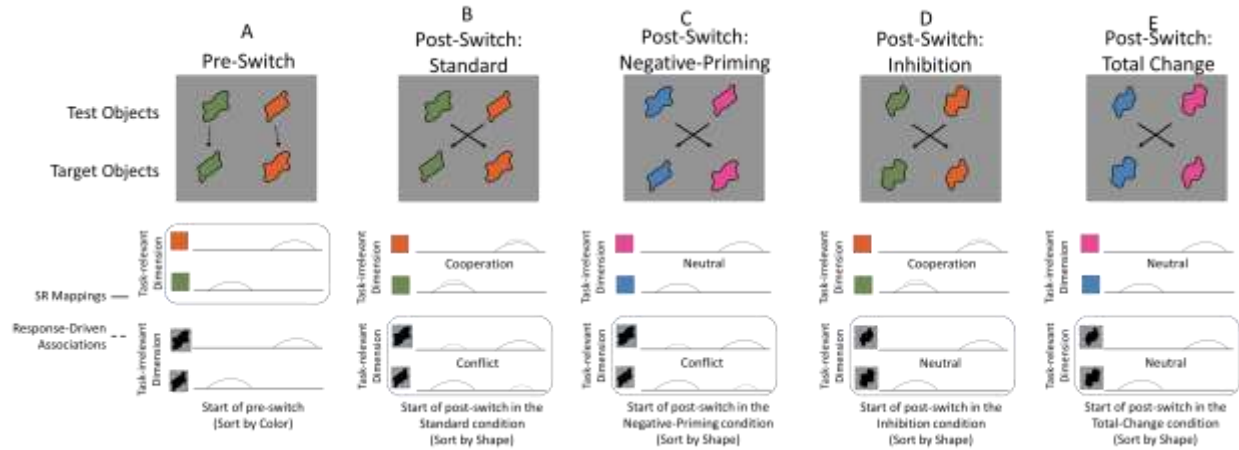 A
Pre-Switch
B
Post-Switch:
Standard
C
Post-Switch:
Negative-Priming
D
Post-Switch:
Inhibition
E
Post-Switch:
Total Change
Test Objects
Target Objects
Task-relevant
Dimension
Task-irrelevant
Dimension
SR Mappings
Response-Driven
Associations
Start of pre-switch
(Sort by Color)
Task-irrelevant
Dimension
Cooperation
Task-relevant
Dimension
Conflict
Start of post-switch in the
Standard condition
(Sort by Shape)
Task-irrelevant
Dimension
Neutral
Task-relevant
Dimension
Conflict
Start of post-switch in the
Negative-Priming condition
(Sort by Shape)
Task-irrelevant
Dimension
Cooperation
Task-relevant
Dimension
Neutral
Start of post-switch in the
Inhibition condition
(Sort by Shape)
Task-irrelevant
Dimension
Neutral
Task-relevant
Dimension
Neutral
Start of post-switch in the
Total-Change condition
(Sort by Shape)